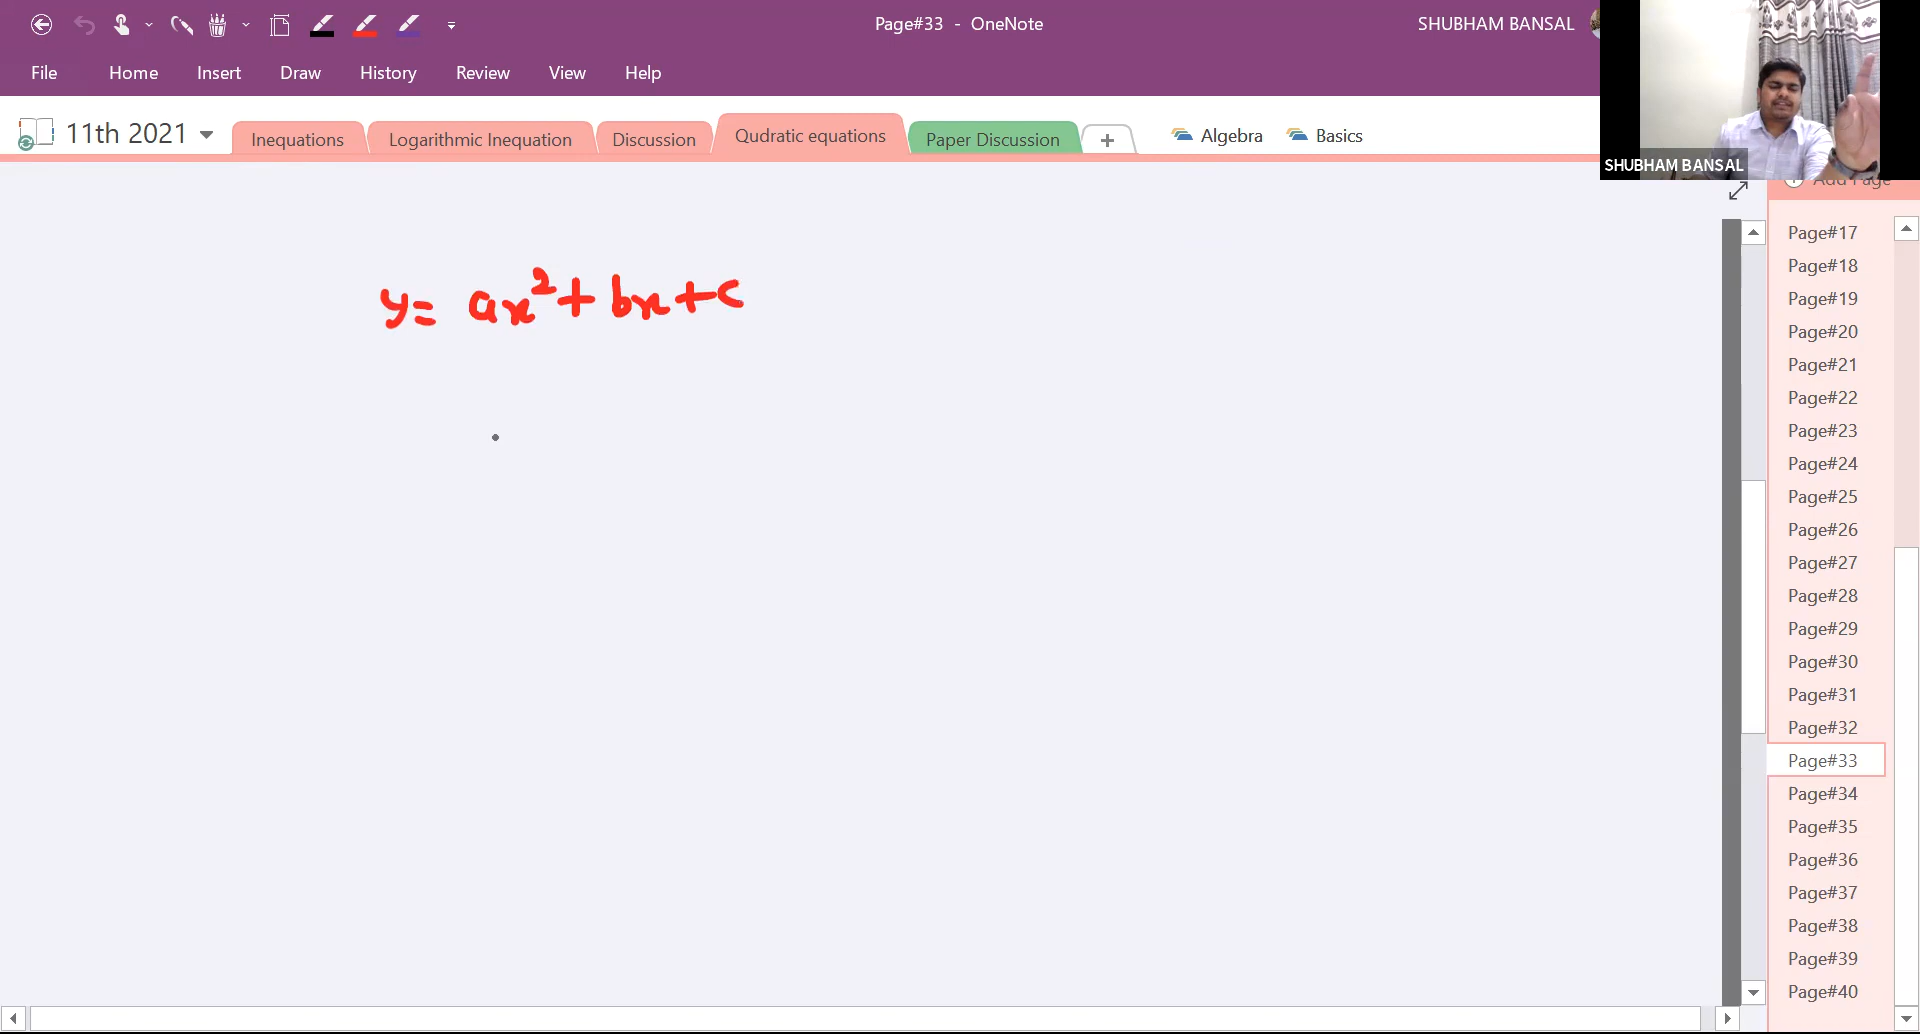 Page#33 - OneNote
SHUBHAM BANSAL
File Home Insert Draw History Review View Help
11th 2021
Inequations
Logarithmic Inequation
Discussion
Qudratic equations
Paper Discussion
Algebra
Basics
SHUBHAM BANSAL
Add Page
y= ax²+bx+c
Page#17
Page#18
Page#19
Page#20
Page#21
Page#22
Page#23
Page#24
Page#25
Page#26
Page#27
Page#28
Page#29
Page#30
Page#31
Page#32
Page#33
Page#34
Page#35
Page#36
Page#37
Page#38
Page#39
Page#40